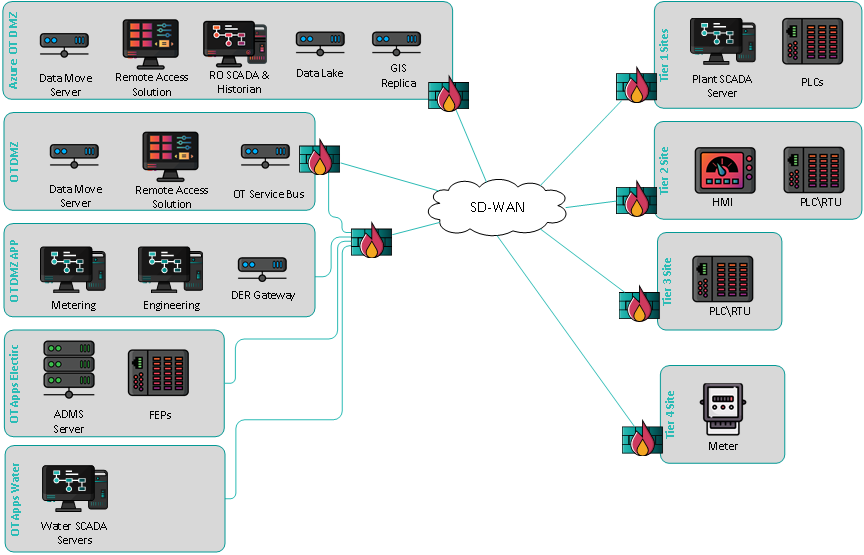 Azure OT DMZ
Data Move
Server
Remote Access
Solution
RO SCADA &
Historian
Data Lake
GIS
Replica
OT DMZ
Data Move
Server
Remote Access
Solution
OT Service Bus
OT DMZ APP
Metering
Engineering
DER Gateway
OT Apps Electirc
ADMS
Server
FEPs
OT Apps Water
Water SCADA
Servers
SD-WAN
Tier 1 Sites
Plant SCADA
Server
PLCs
Tier 2 Site
HMI
PLC\RTU
Tier 3 Site
PLC\RTU
Tier 4 Site
Meter